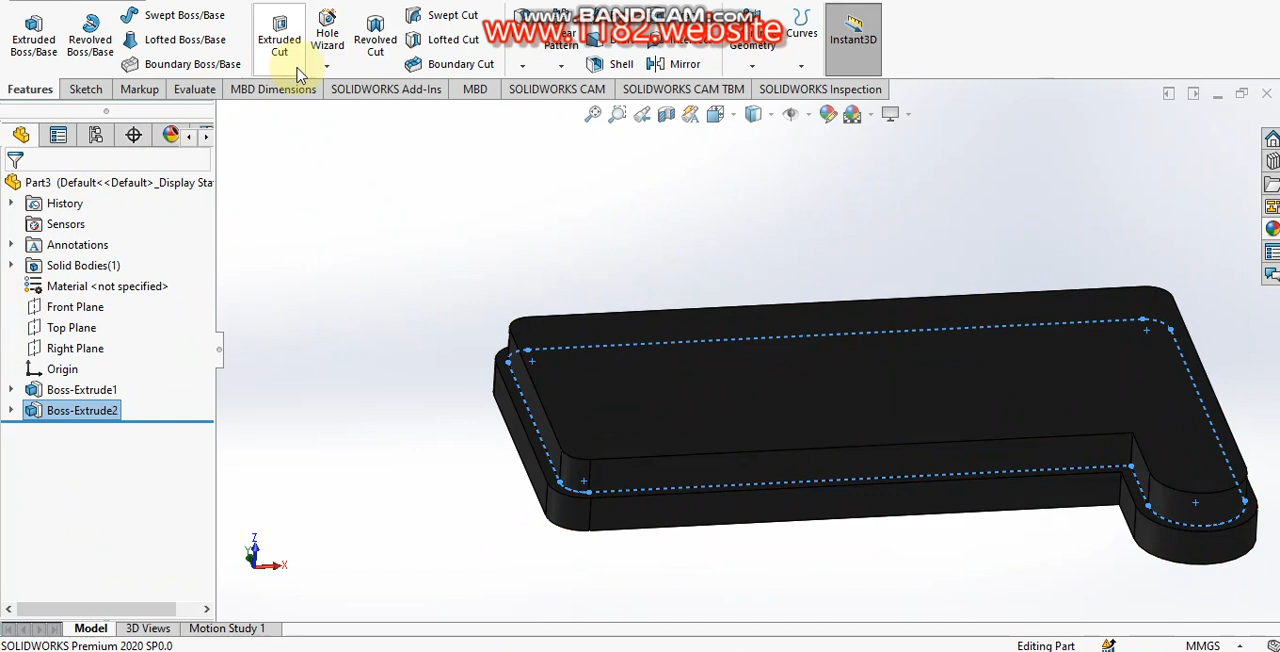 www.BANDICAM.com
www.1182.website
Extruded Boss/Base
Revolved Boss/Base
Swept Boss/Base
Lofted Boss/Base
Boundary Boss/Base
Extruded Cut
Hole Wizard
Revolved Cut
Swept Cut
Lofted Cut
Boundary Cut
Pattern
Shell
Mirror
Geometry
Curves
Instant3D
Features
Sketch
Markup
Evaluate
MBD Dimensions
SOLIDWORKS Add-Ins
MBD
SOLIDWORKS CAM
SOLIDWORKS CAM TBM
SOLIDWORKS Inspection
Part3 (Default<<Default>_Display Sta
History
Sensors
A Annotations
Solid Bodies(1)
Material <not specified>
Front Plane
Top Plane
Right Plane
Origin
Boss-Extrude1
Boss-Extrude2
Z
Y
X
Model
3D Views
Motion Study 1
SOLIDWORKS Premium 2020 SP0.0
Editing Part
MMGS